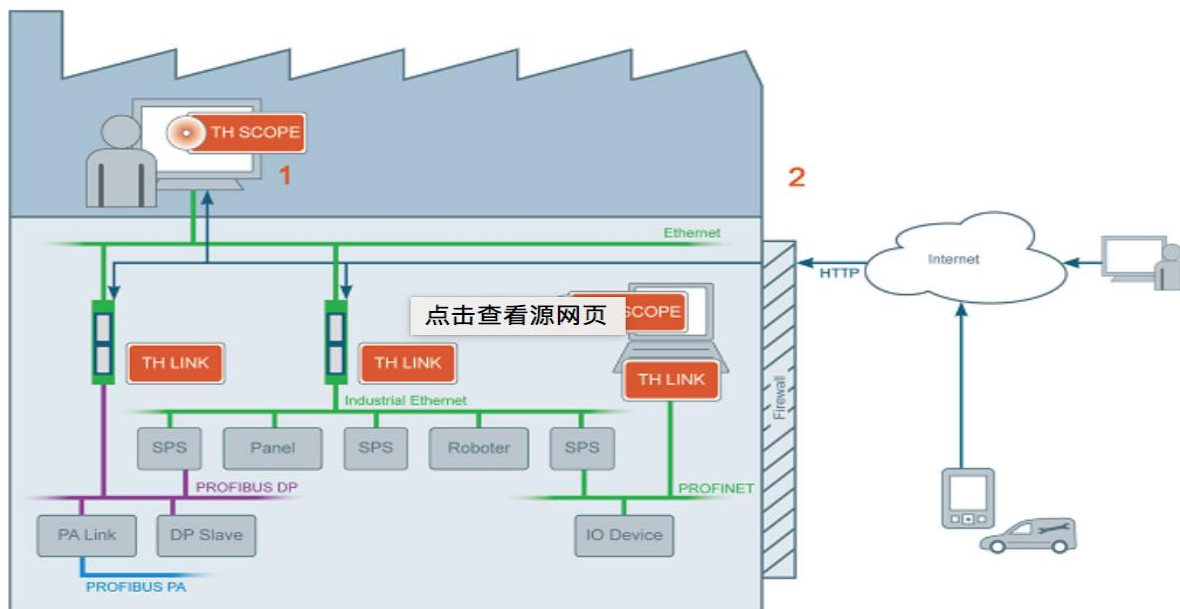 TH SCOPE
1
2
Ethernet
HTTP
Internet
点击查看源网页
SCOPE
TH LINK
TH LINK
TH LINK
Firewall
Industrial Ethernet
SPS
Panel
SPS
Roboter
SPS
PROFIBUS DP
PROFINET
PA Link
DP Slave
IO Device
PROFIBUS PA